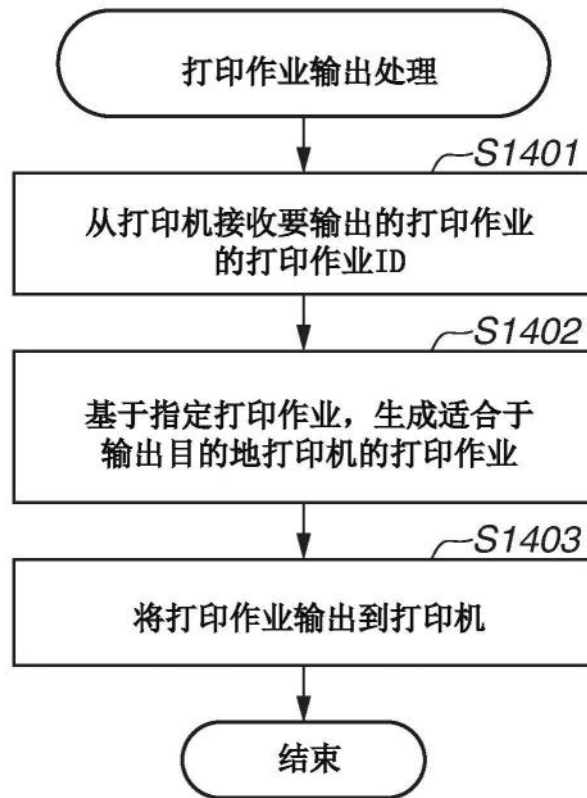 打印作业输出处理
S1401
从打印机接收要输出的打印作业
的打印作业ID
S1402
基于指定打印作业，生成适合于
输出目的地打印机的打印作业
S1403
将打印作业输出到打印机
结束